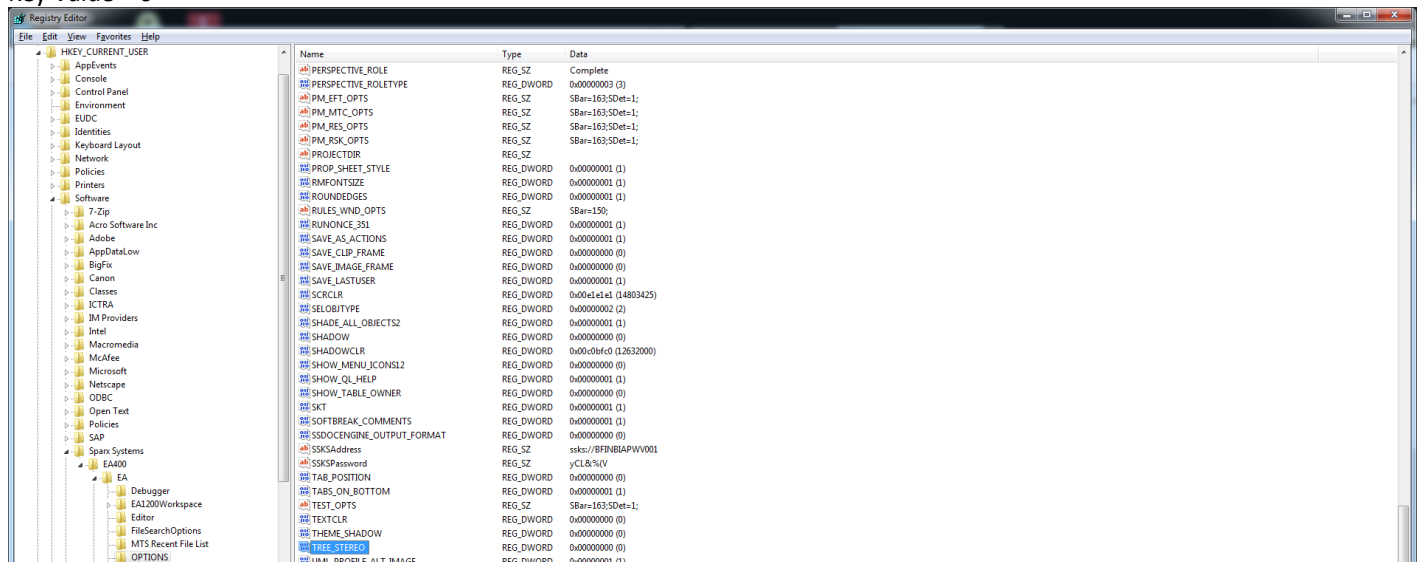 Registry Editor
File Edit View Favorites Help
HKEY_CURRENT_USER
AppEvents
Console
Control Panel
Environment
EUDC
Identities
Keyboard Layout
Network
Policies
Printers
Software
7-Zip
Acro Software Inc
Adobe
AppDataLow
BigFix
Canon
Classes
ICTRA
IM Providers
Intel
Macromedia
McAfee
Microsoft
Netscape
ODBC
Open Text
Policies
SAP
Sparx Systems
EA400
EA
Debugger
EA1200Workspace
Editor
FileSearchOptions
MTS Recent File List
OPTIONS
Name Type Data
PERSPECTIVE_ROLE REG_SZ Complete
PERSPECTIVE_ROLETYPE REG_DWORD 0x00000003 (3)
PM_EFT_OPTS REG_SZ SBar=163;SDet=1;
PM_MTC_OPTS REG_SZ SBar=163;SDet=1;
PM_RES_OPTS REG_SZ SBar=163;SDet=1;
PM_RSK_OPTS REG_SZ SBar=163;SDet=1;
PROJECTDIR REG_SZ
PROP_SHEET_STYLE REG_DWORD 0x00000001 (1)
RMFONTSIZE REG_DWORD 0x00000001 (1)
ROUNDEDGES REG_DWORD 0x00000001 (1)
RULES_WND_OPTS REG_SZ SBar=150;
RUNONCE_351 REG_DWORD 0x00000001 (1)
SAVE_AS_ACTIONS REG_DWORD 0x00000001 (1)
SAVE_CLIP_FRAME REG_DWORD 0x00000000 (0)
SAVE_IMAGE_FRAME REG_DWORD 0x00000000 (0)
SAVE_LASTUSER REG_DWORD 0x00000001 (1)
SCRCLR REG_DWORD 0x00e1e1e1 (14803425)
SELOBJTYPE REG_DWORD 0x00000002 (2)
SHADE_ALL_OBJECTS2 REG_DWORD 0x00000001 (1)
SHADOW REG_DWORD 0x00000000 (0)
SHADOWCLR REG_DWORD 0x00c0bfc0 (12632000)
SHOW_MENU_ICONS12 REG_DWORD 0x00000000 (0)
SHOW_QL_HELP REG_DWORD 0x00000001 (1)
SHOW_TABLE_OWNER REG_DWORD 0x00000000 (0)
SKT REG_DWORD 0x00000001 (1)
SOFTBREAK_COMMENTS REG_DWORD 0x00000001 (1)
SSDOCENGINE_OUTPUT_FORMAT REG_DWORD 0x00000000 (0)
SSKSAddress REG_SZ ssks://BFINBIAPWV001
SSKSPassword REG_SZ yCL&%(V
TAB_POSITION REG_DWORD 0x00000000 (0)
TABS_ON_BOTTOM REG_DWORD 0x00000001 (1)
TEST_OPTS REG_SZ SBar=163;SDet=1;
TEXTCLR REG_DWORD 0x00000000 (0)
THEME_SHADOW REG_DWORD 0x00000000 (0)
TREE_STEREO REG_DWORD 0x00000000 (0)
UML_PROFILE_ALT_IMAGE REG_DWORD 0x00000001 (1)